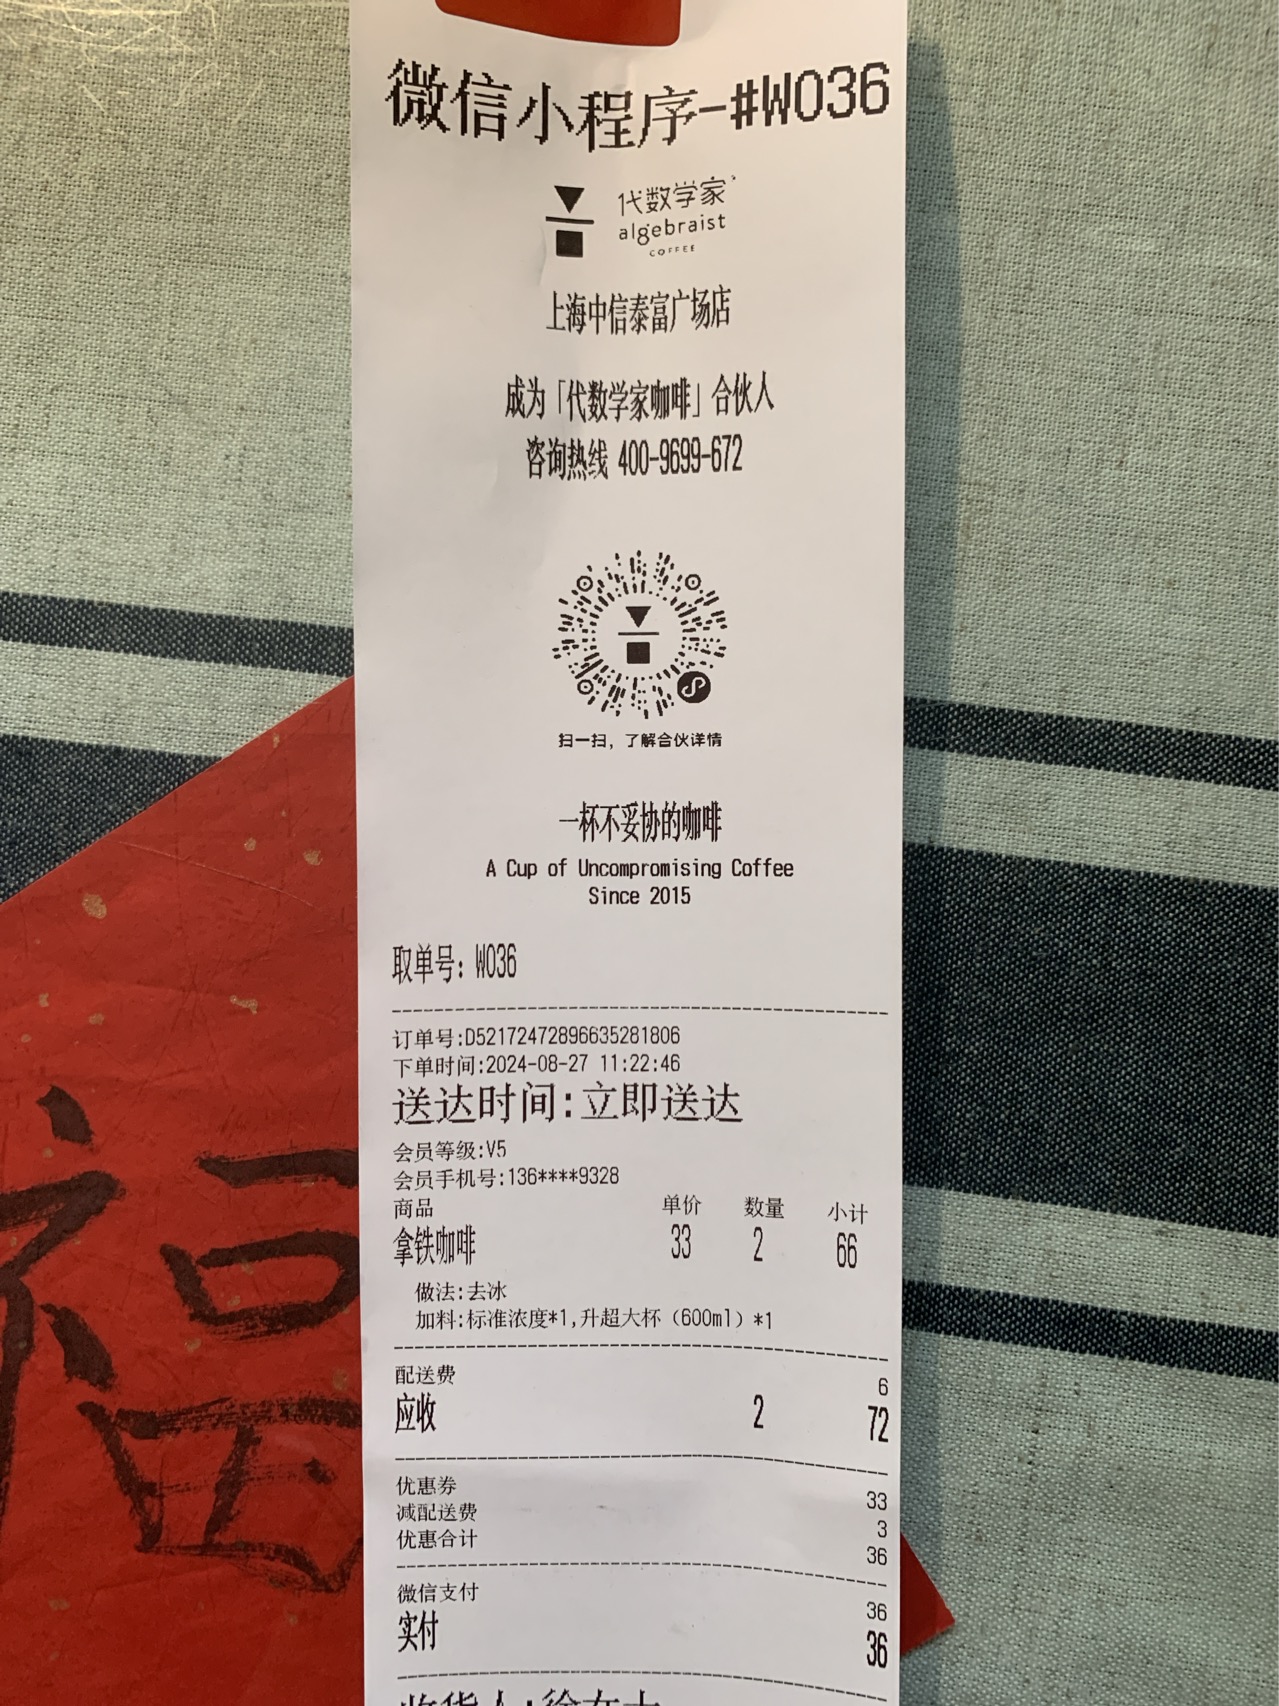 微信小程序-#W036
代数学家
algebraist
COFFEE
上海中信泰富广场店
成为「代数学家咖啡」合伙人
咨询热线 400-9699-672
扫一扫，了解合伙详情
一杯不妥协的咖啡
A Cup of Uncompromising Coffee
Since 2015
取单号: W036
订单号:D52172472896635281806
下单时间:2024-08-27 11:22:46
送达时间:立即送达
会员等级:V5
会员手机号:136****9328
商品 单价 数量 小计
拿铁咖啡 33 2 66
做法:去冰
加料:标准浓度*1,升超大杯（600ml）*1
配送费 6
应收 2 72
优惠券 33
减配送费 3
优惠合计 36
微信支付 36
实付 36
收货人:徐女士
福